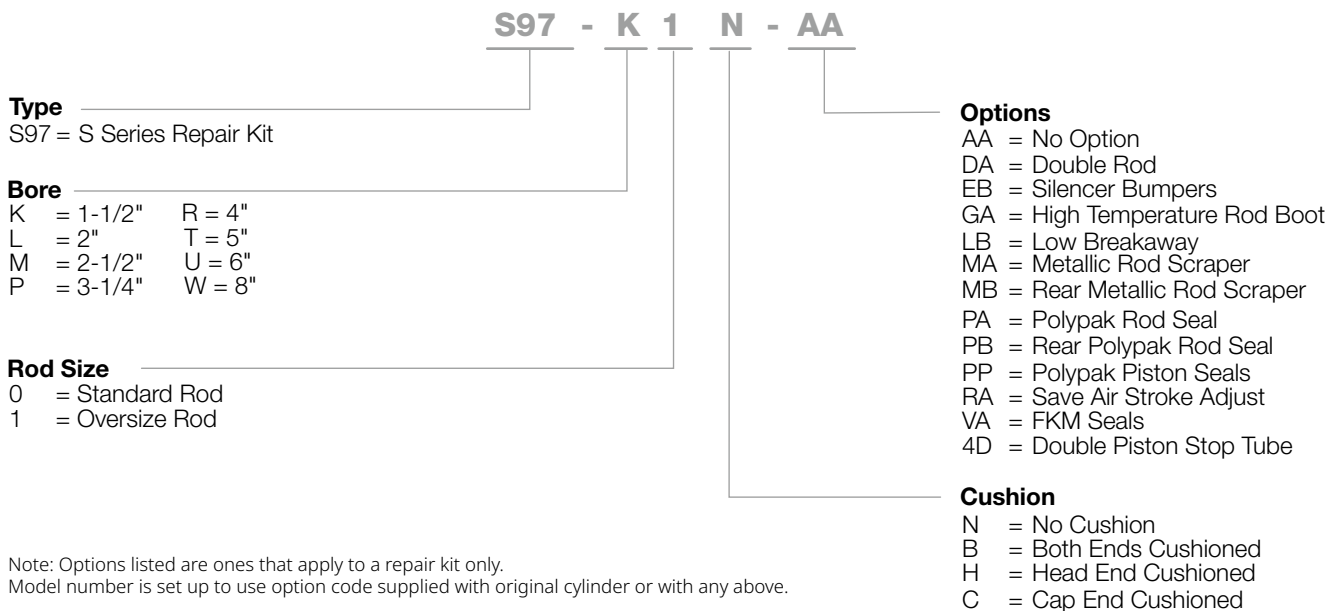 S97 - K 1 N - AA
Type
S97 = S Series Repair Kit
Bore
K = 1-1/2" R = 4"
L = 2" T = 5"
M = 2-1/2" U = 6"
P = 3-1/4" W = 8"
Rod Size
0 = Standard Rod
1 = Oversize Rod
Options
AA = No Option
DA = Double Rod
EB = Silencer Bumpers
GA = High Temperature Rod Boot
LB = Low Breakaway
MA = Metallic Rod Scraper
MB = Rear Metallic Rod Scraper
PA = Polypak Rod Seal
PB = Rear Polypak Rod Seal
PP = Polypak Piston Seals
RA = Save Air Stroke Adjust
VA = FKM Seals
4D = Double Piston Stop Tube
Cushion
N = No Cushion
B = Both Ends Cushioned
H = Head End Cushioned
C = Cap End Cushioned
Note: Options listed are ones that apply to a repair kit only.
Model number is set up to use option code supplied with original cylinder or with any above.